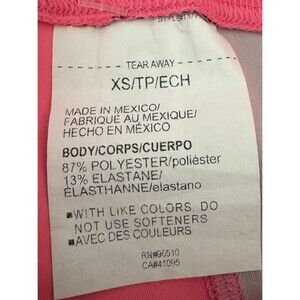 TEAR AWAY
XS/TP/ECH
MADE IN MEXICO/
FABRIQUÉ AU MEXIQUE/
HECHO EN MÉXICO
BODY/CORPS/CUERPO
87% POLYESTER/poliéster
13% ELASTANE/
ÉLASTHANNE/elastano
■WITH LIKE COLORS. DO
NOT USE SOFTENERS
■AVEC DES COULEURS
RN#96510
CA#41095